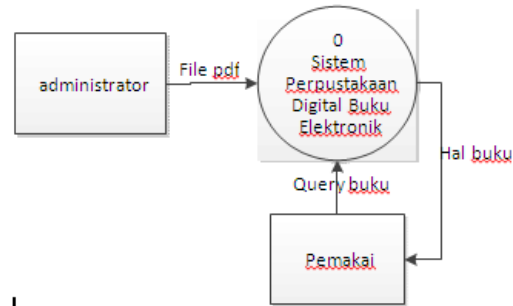 administrator
File pdf
0
Sistem
Perpustakaan
Digital Buku
Elektronik
Hal buku
Query buku
Pemakai